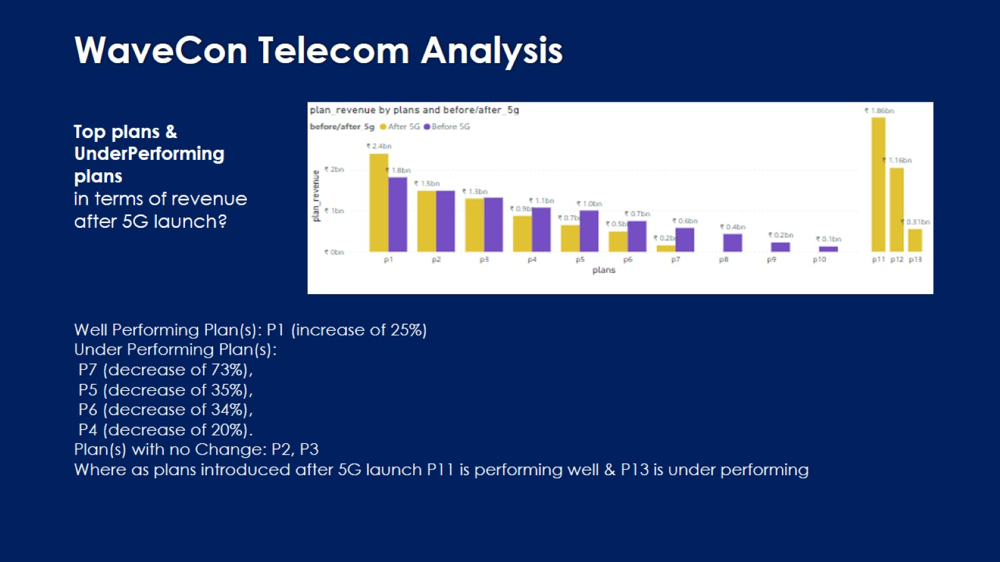 WaveCon Telecom Analysis
Top plans &
UnderPerforming
plans
in terms of revenue
after 5G launch?
plan_revenue by plans and before/after_5g
before/after_5g After 5G Before 5G
₹ 1.86bn
₹ 2.4bn
₹ 1.16bn
₹ 2bn
₹ 1.8bn
₹ 1.5bn
₹ 1.3bn
₹ 1.1bn
₹ 1.0bn
₹ 1bn
₹ 0.9b
₹ 0.7bn
₹ 0.7b
₹ 0.6bn
₹ 0.31bn
₹ 0.5b
₹ 0.4bn
₹ 0.2b
₹ 0.2bn
₹ 0.1bn
₹ 0bn
plan_revenue
p1 p2 p3 p4 p5 p6 p7 p8 p9 p10 p11 p12 p13
plans
Well Performing Plan(s): P1 (increase of 25%)
Under Performing Plan(s):
P7 (decrease of 73%),
P5 (decrease of 35%),
P6 (decrease of 34%),
P4 (decrease of 20%).
Plan(s) with no Change: P2, P3
Where as plans introduced after 5G launch P11 is performing well & P13 is under performing